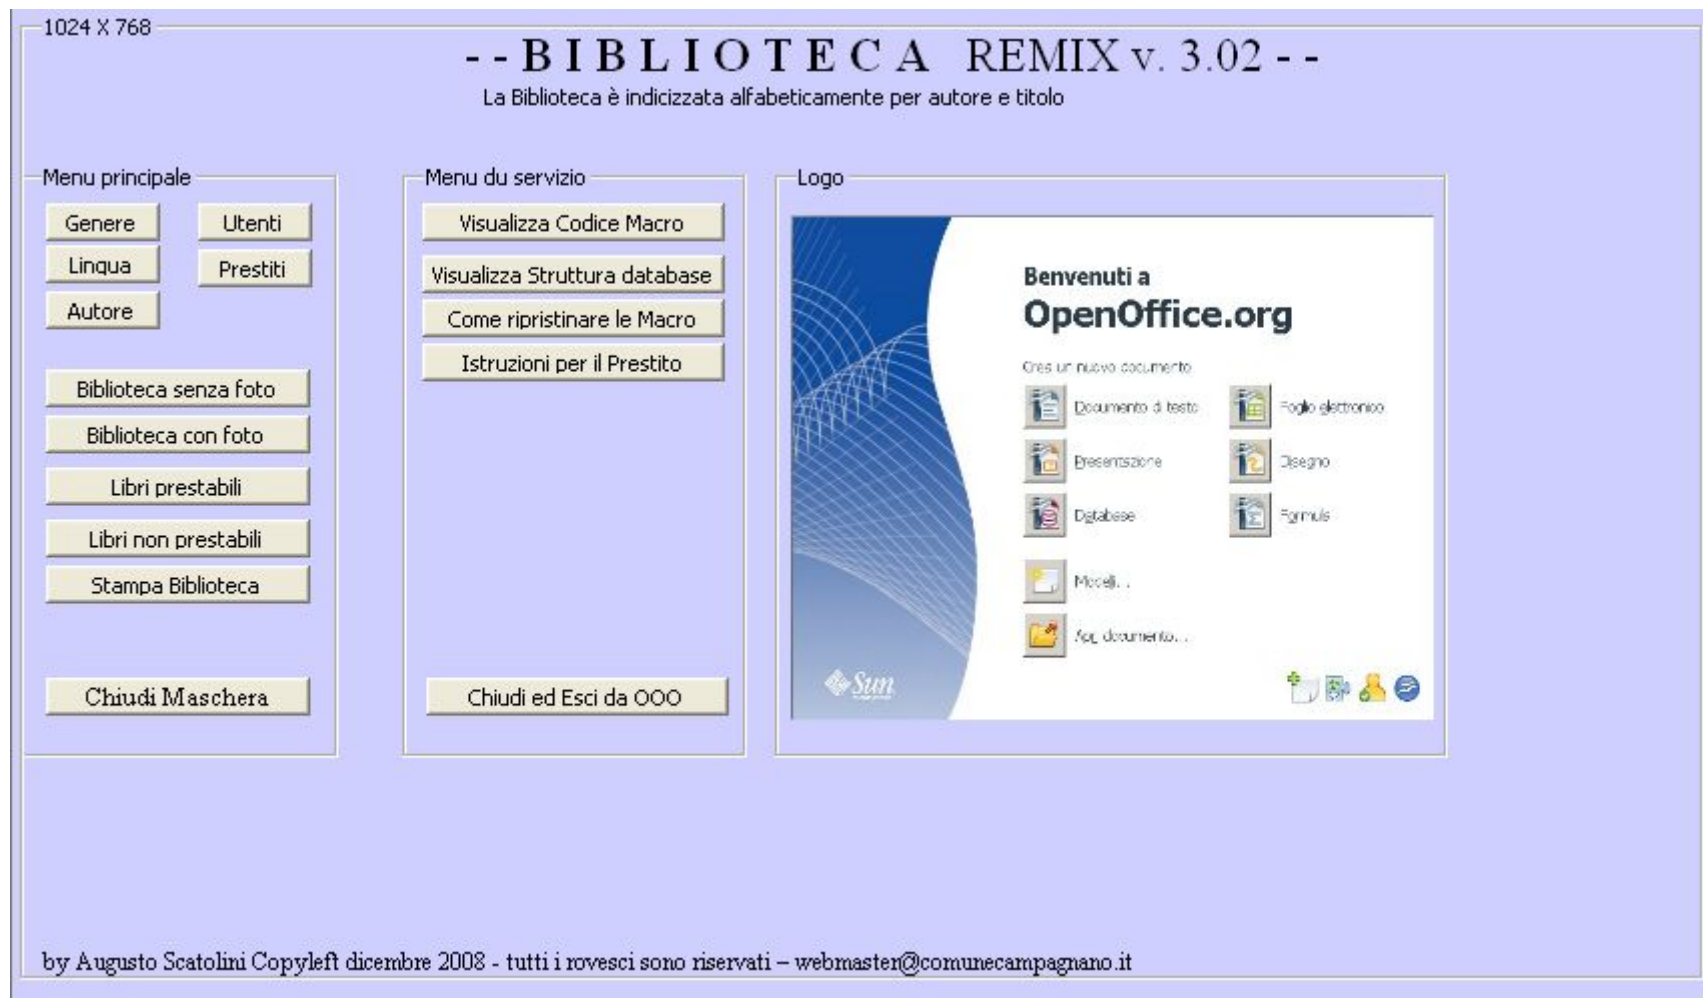 1024 X 768
- - B I B L I O T E C A REMIX v. 3.02 - -
La Biblioteca è indicizzata alfabeticamente per autore e titolo
Menu principale
Genere
Utenti
Lingua
Prestiti
Autore
Biblioteca senza foto
Biblioteca con foto
Libri prestabili
Libri non prestabili
Stampa Biblioteca
Chiudi Maschera
Menu du servizio
Visualizza Codice Macro
Visualizza Struttura database
Come ripristinare le Macro
Istruzioni per il Prestito
Chiudi ed Esci da OOO
Logo
Benvenuti a
OpenOffice.org
Crea un nuovo documento
Documento di testo
Foglio elettronico
Presentazione
Disegno
Database
Formula
Modelli...
Apri documento...
Sun
by Augusto Scatolini Copyleft dicembre 2008 - tutti i rovesci sono riservati – webmaster@comunecampagnano.it